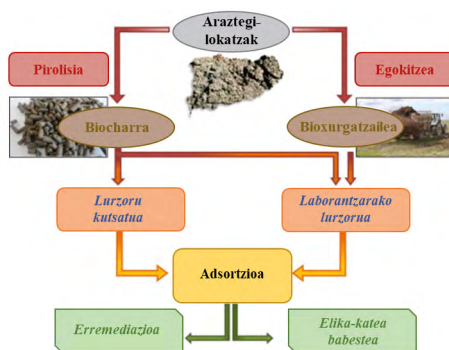 Araztegi-
lokatzak
Pirolisia
Egokitzea
Biocharra
Bioxurgatzailea
Lurzoru
kutsatua
Laborantzarako
lurzorua
Adsortzioa
Erremediazioa
Elika-katea
babestea